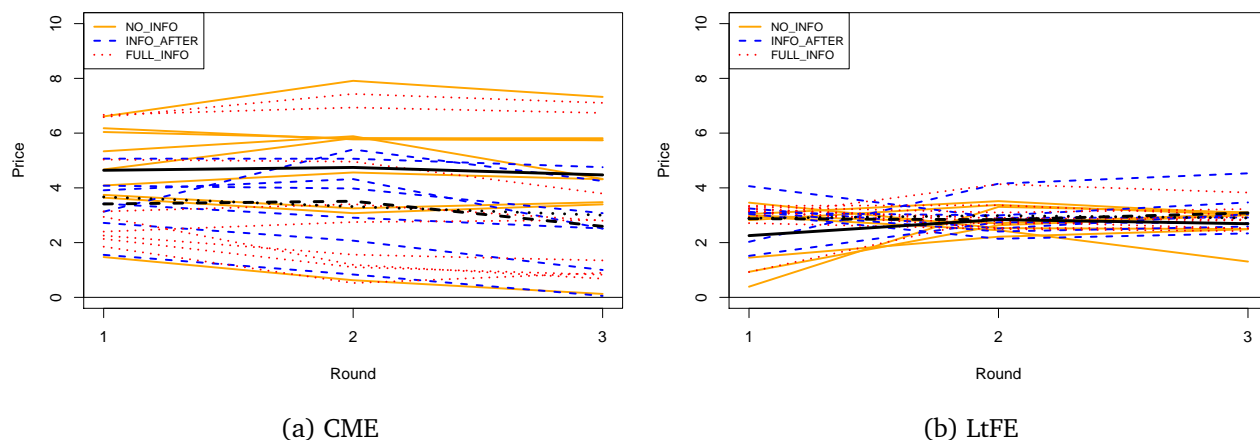 10
8
6
4
2
0
Price
NO_INFO
INFO_AFTER
FULL_INFO
1
2
3
Round
(a) CME
10
8
6
4
2
0
Price
NO_INFO
INFO_AFTER
FULL_INFO
1
2
3
Round
(b) LtFE